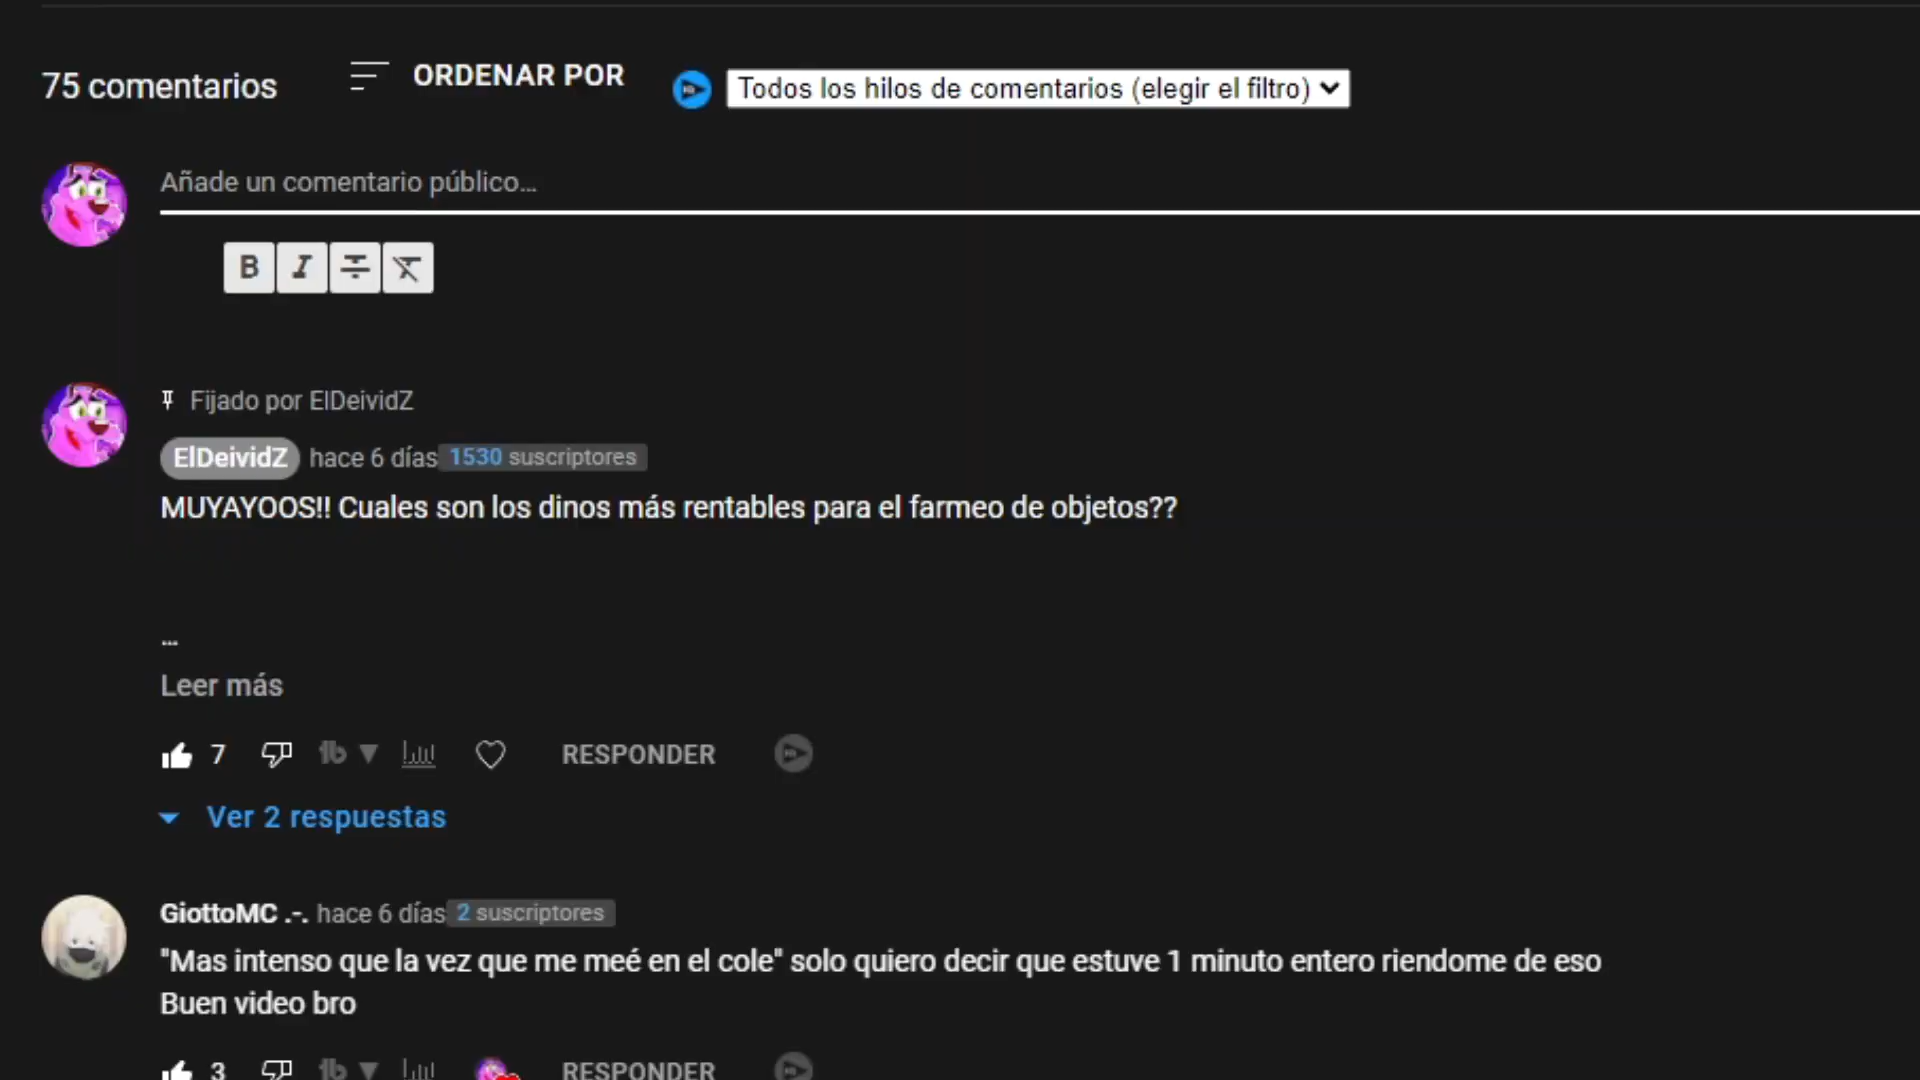 75 comentarios
ORDENAR POR
Todos los hilos de comentarios (elegir el filtro)
Añade un comentario público...
B I
Fijado por ElDeividZ
ElDeividZ hace 6 días 1530 suscriptores
MUYAYOOS!! Cuales son los dinos más rentables para el farmeo de objetos??
...
Leer más
7 RESPONDER
Ver 2 respuestas
GiottoMC .-. hace 6 días 2 suscriptores
"Mas intenso que la vez que me meé en el cole" solo quiero decir que estuve 1 minuto entero riendome de eso
Buen video bro
3 RESPONDER